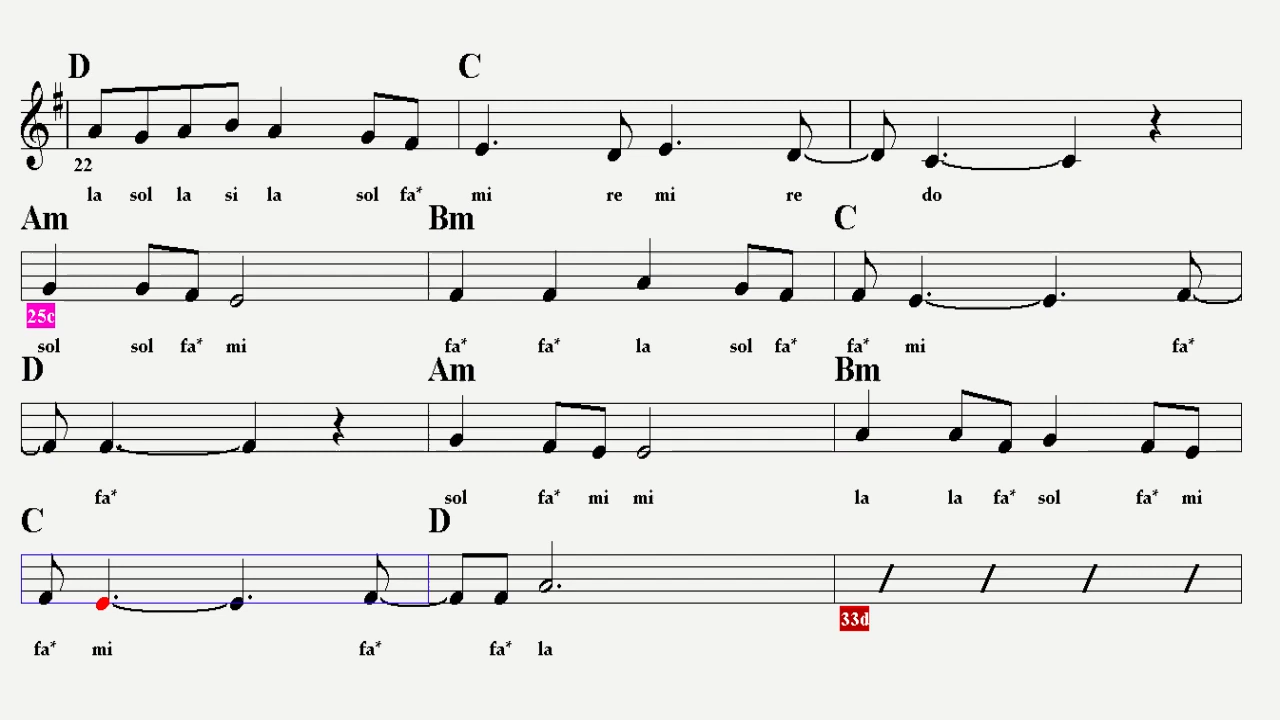 D C
22
la sol la si la sol fa* mi re mi re do
Am Bm C
25c
sol sol fa* mi fa* fa* la sol fa* fa* mi fa*
D Am Bm
fa* sol fa* mi mi la la fa* sol fa* mi
C D
33d
fa* mi fa* fa* la